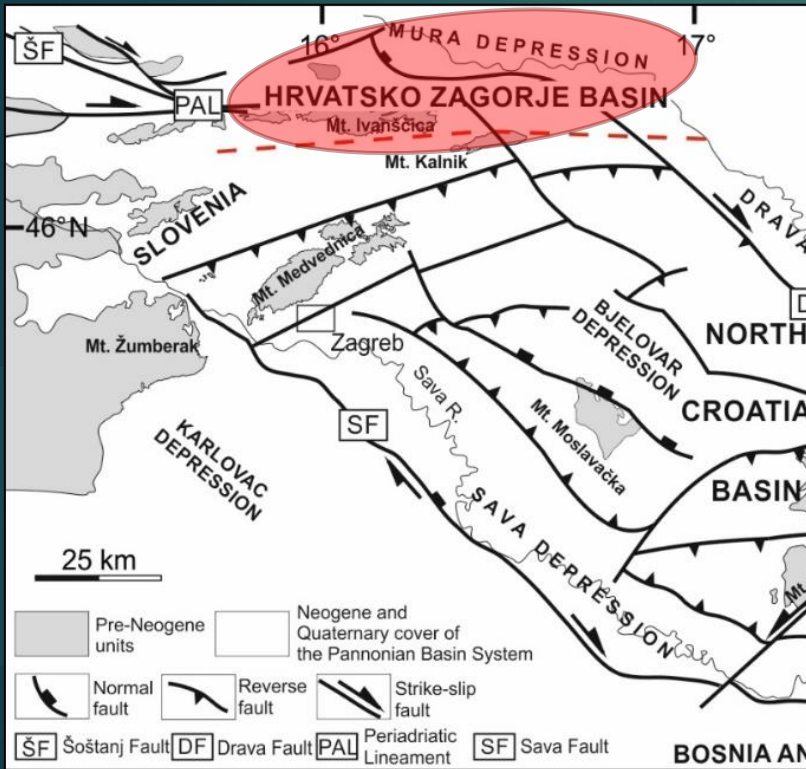 16°
17°
ŠF
MURA DEPRESSION
PAL
HRVATSKO ZAGORJE BASIN
Mt. Ivanščica
Mt. Kalnik
SLOVENIA
46°N
DRAVA
Mt. Medvednica
D
Mt. Žumberak
Zagreb
BJELOVAR
DEPRESSION
NORTH
Sava R.
CROATIA
KARLOVAC
DEPRESSION
SF
Mt. Moslavačka
BASIN
SAVA DEPRESSION
25 km
Mt.
Pre-Neogene
units
Neogene and
Quaternary cover of
the Pannonian Basin System
Normal
fault
Reverse
fault
Strike-slip
fault
ŠF Šoštanj Fault DF Drava Fault PAL Periadriatic
Lineament SF Sava Fault
BOSNIA AN